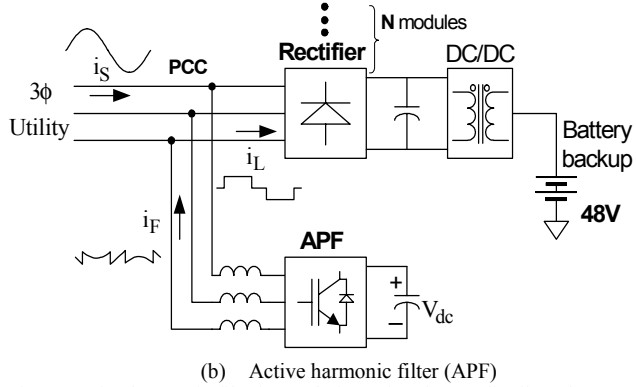 N modules
Rectifier
DC/DC
i_S
PCC
3ϕ
Utility
i_L
Battery
backup
48V
i_F
APF
+
V_dc
−
(b) Active harmonic filter (APF)